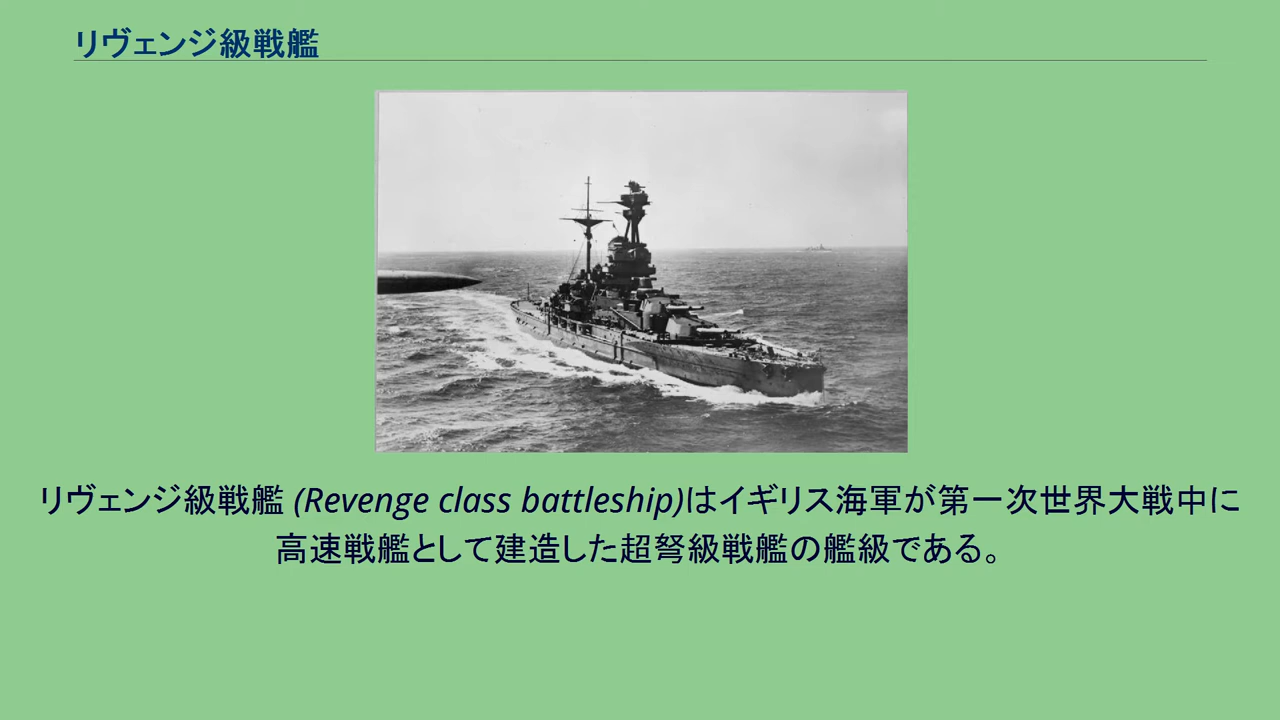 リヴェンジ級戦艦
リヴェンジ級戦艦 (Revenge class battleship)はイギリス海軍が第一次世界大戦中に
高速戦艦として建造した超弩級戦艦の艦級である。